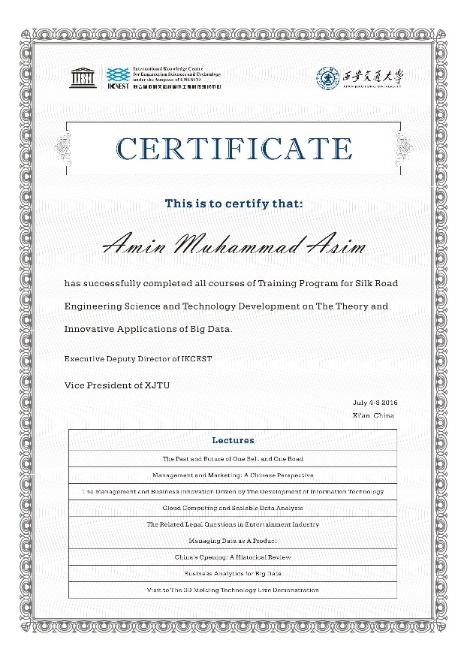 UNESCO
IKCEST
International Knowledge Centre
for Engineering Sciences and Technology
under the Auspices of UNESCO
西安交通大学
XI'AN JIAOTONG UNIVERSITY
CERTIFICATE
This is to certify that:
Amin Muhammad Asim
has successfully completed all courses of Training Program for Silk Road
Engineering Science and Technology Development on The Theory and
Innovative Applications of Big Data.
Executive Deputy Director of IKCEST
Vice President of XJTU
July 4-8 2016
Xi'an China
Lectures
The Past and Future of One Belt and One Road
Management and Marketing: A Chinese Perspective
The Management and Business Innovation Driven by The Development of Information Technology
Cloud Computing and Scalable Data Analysis
The Related Legal Questions in Entertainment Industry
Managing Data as A Product
China's Opening: A Historical Review
Business Analytics for Big Data
Visit to The 3D Molding Technology Live Demonstration